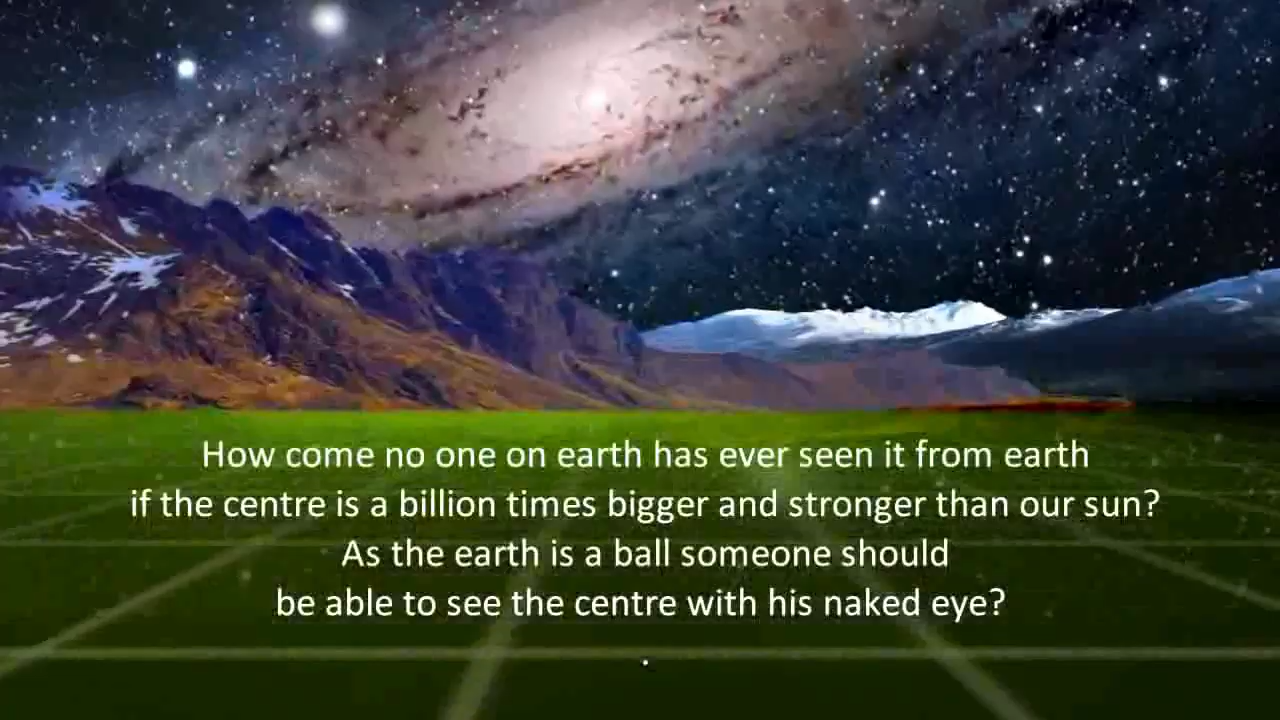 How come no one on earth has ever seen it from earth
if the centre is a billion times bigger and stronger than our sun?
As the earth is a ball someone should
be able to see the centre with his naked eye?
.